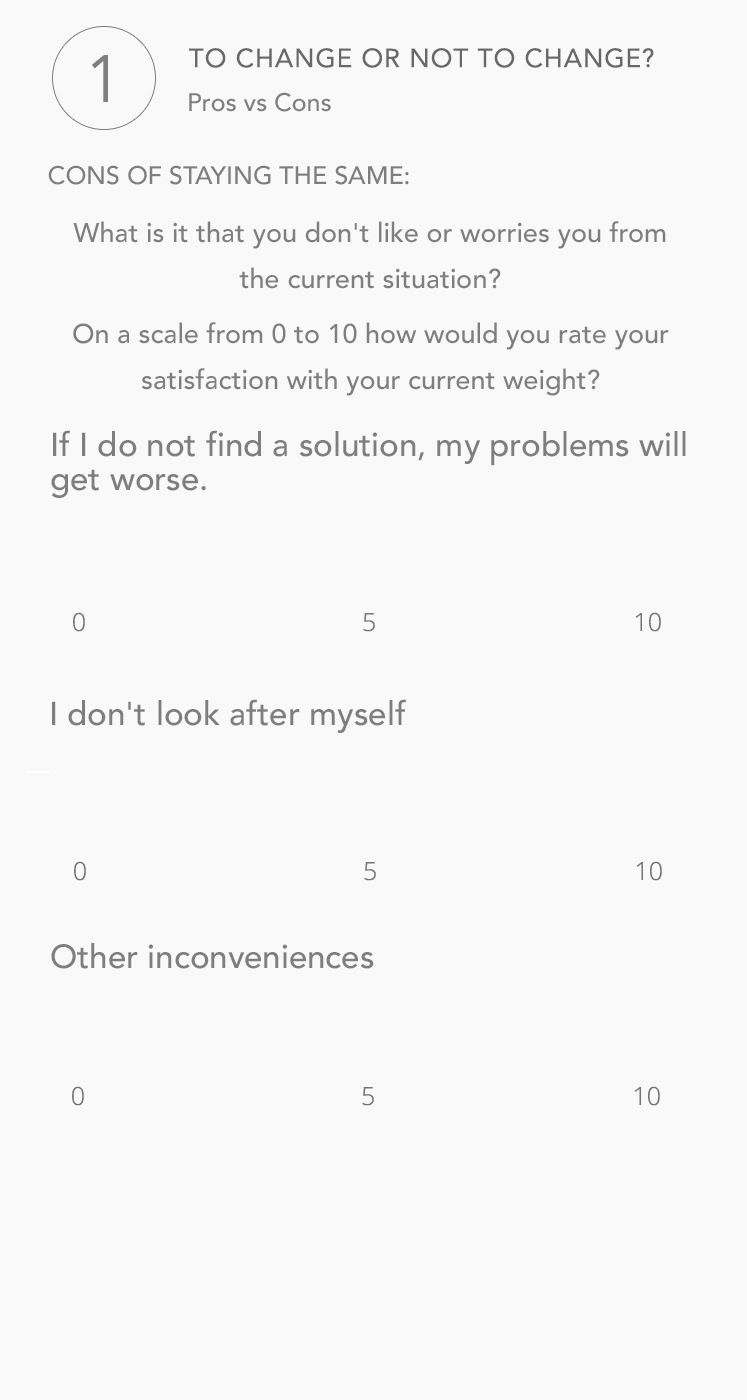 1
TO CHANGE OR NOT TO CHANGE?
Pros vs Cons
CONS OF STAYING THE SAME:
What is it that you don't like or worries you from
the current situation?
On a scale from 0 to 10 how would you rate your
satisfaction with your current weight?
If I do not find a solution, my problems will
get worse.
0 5 10
I don't look after myself
0 5 10
Other inconveniences
0 5 10